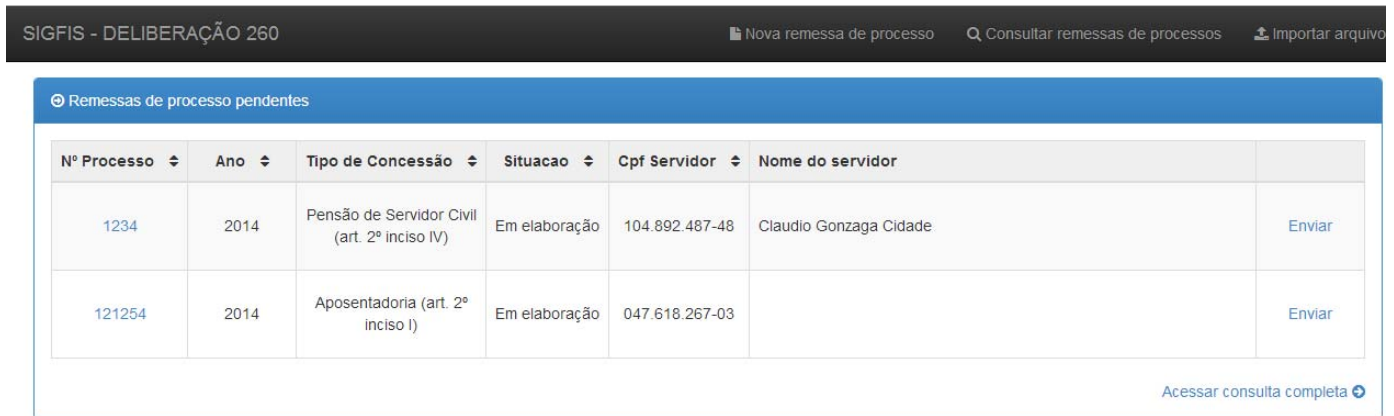 SIGFIS - DELIBERAÇÃO 260 Nova remessa de processo Consultar remessas de processos Importar arquivo
Remessas de processo pendentes
Nº Processo Ano Tipo de Concessão Situacao Cpf Servidor Nome do servidor
1234 2014 Pensão de Servidor Civil (art. 2º inciso IV) Em elaboração 104.892.487-48 Claudio Gonzaga Cidade Enviar
121254 2014 Aposentadoria (art. 2º inciso I) Em elaboração 047.618.267-03 Enviar
Acessar consulta completa